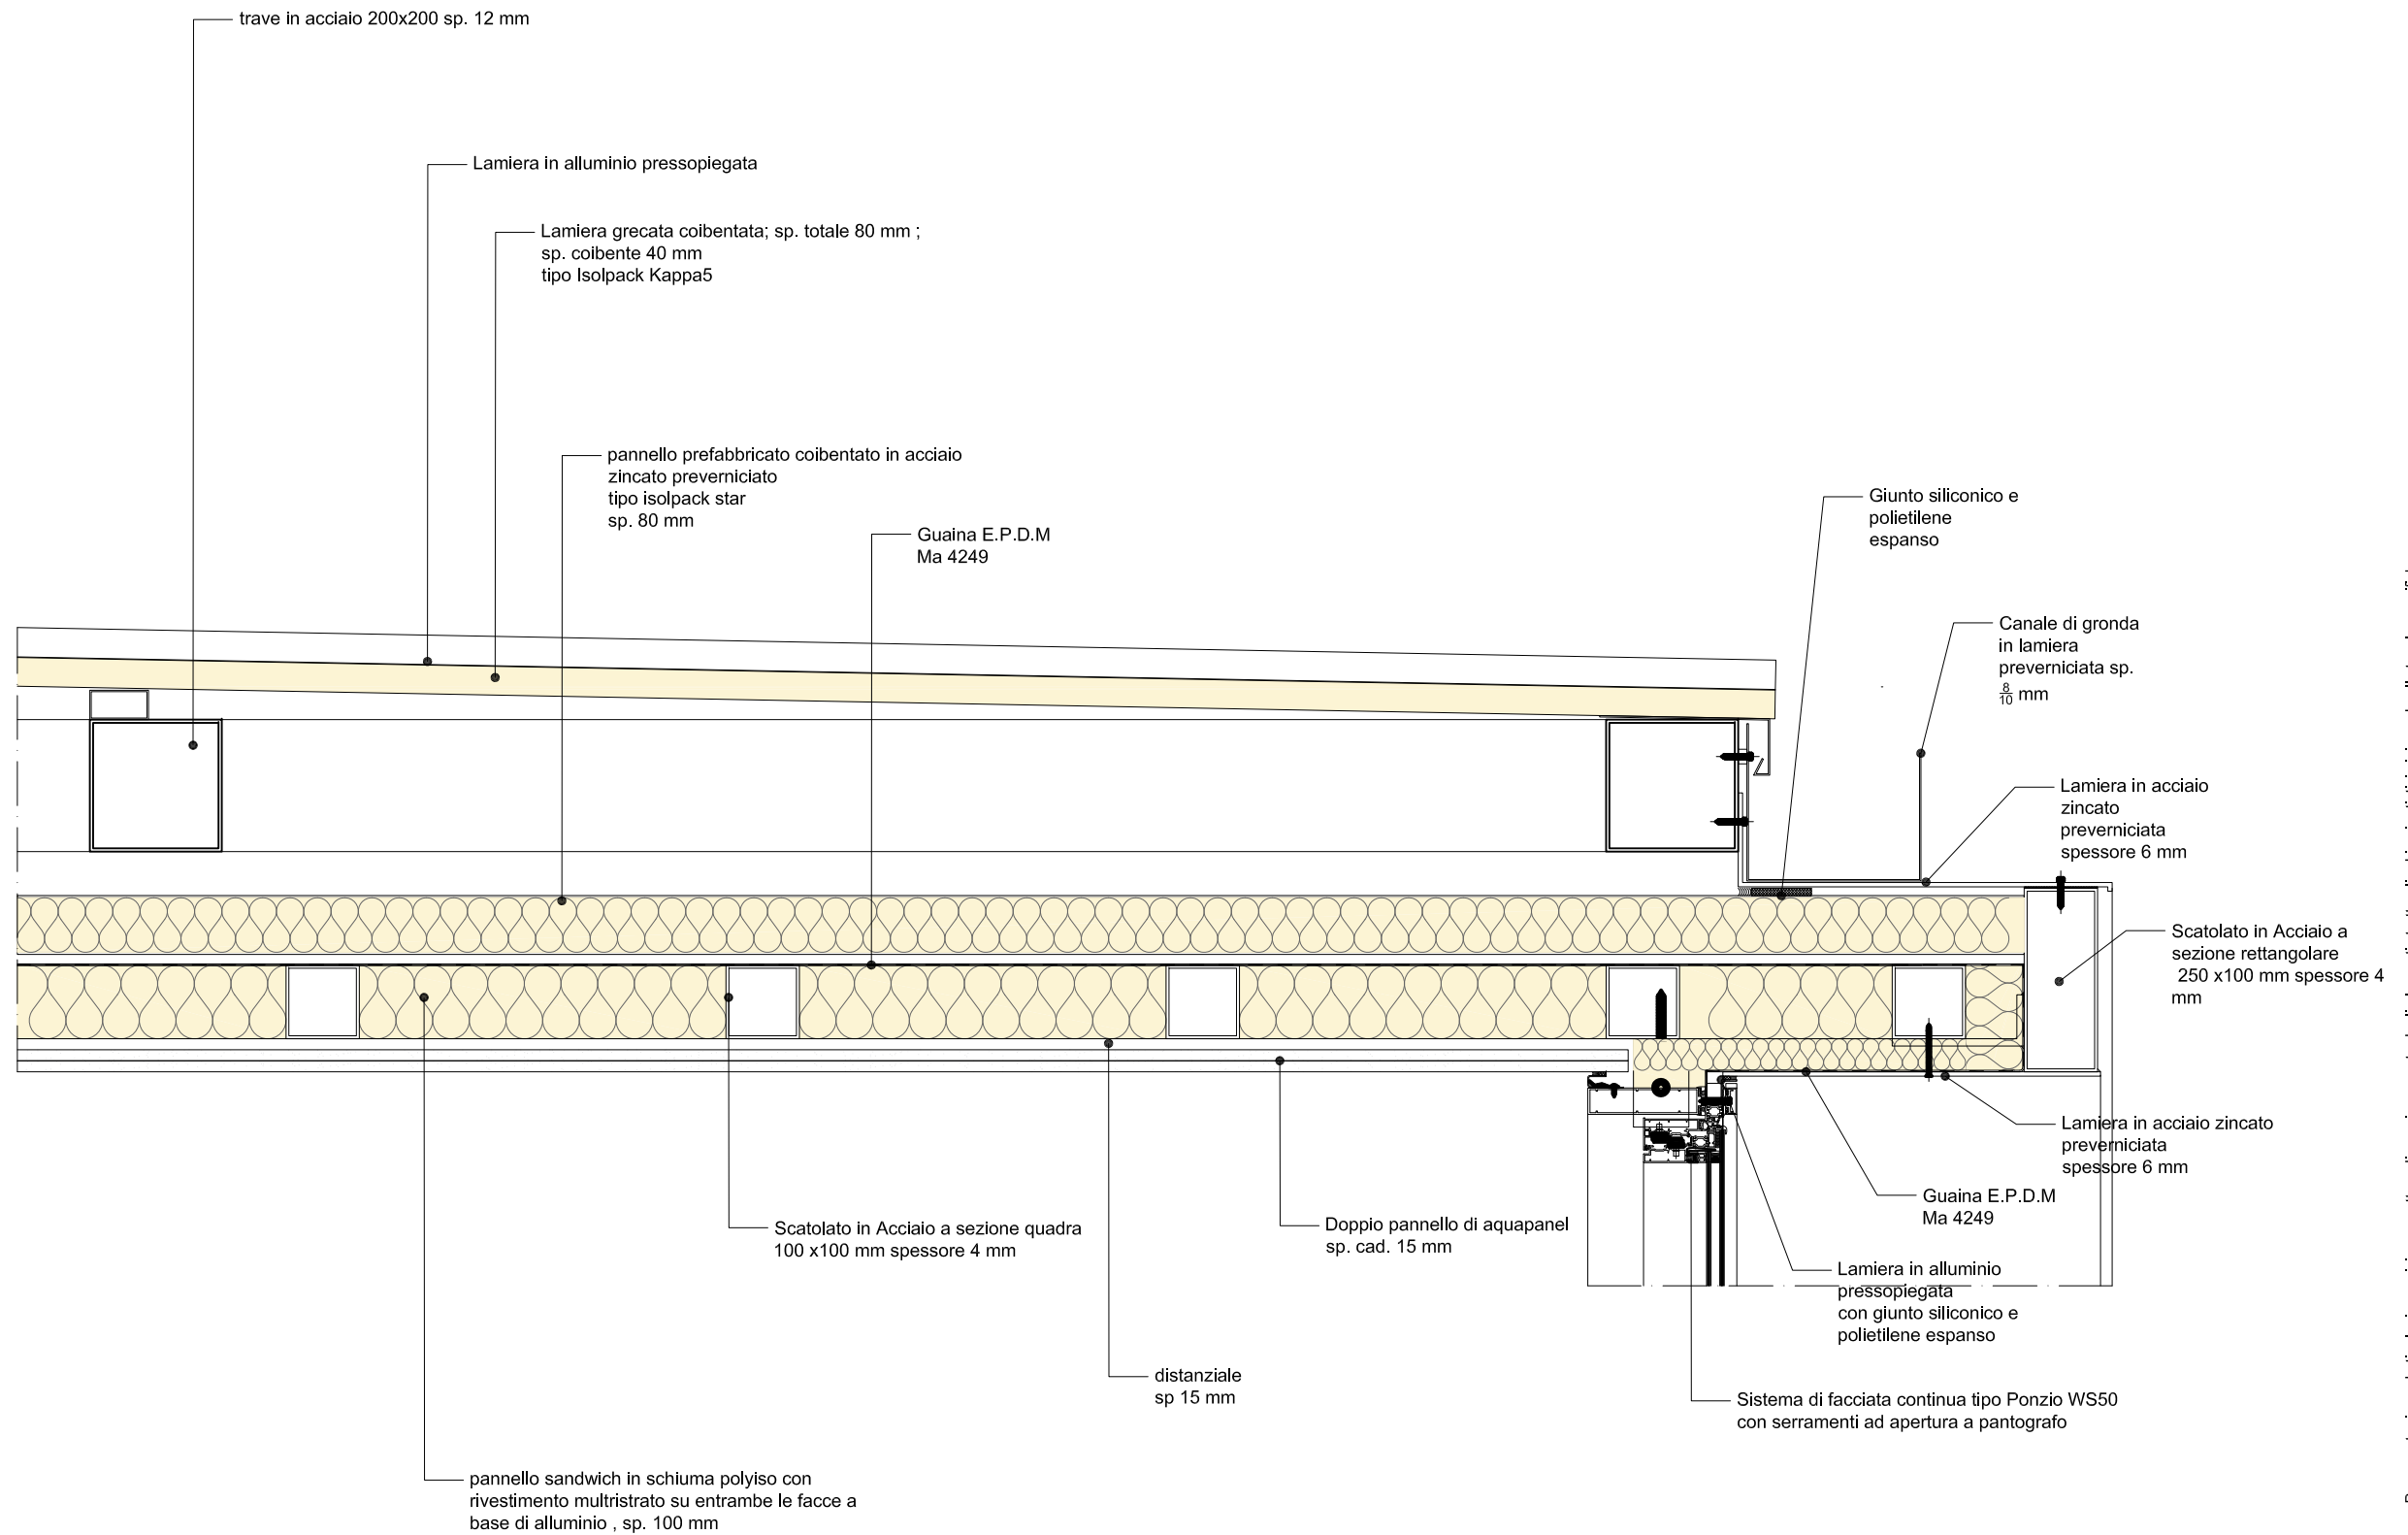 trave in acciaio 200x200 sp. 12 mm
Lamiera in alluminio pressopiegata
Lamiera grecata coibentata; sp. totale 80 mm ;
sp. coibente 40 mm
tipo Isolpack Kappa5
pannello prefabbricato coibentato in acciaio
zincato preverniciato
tipo isolpack star
sp. 80 mm
Guaina E.P.D.M
Ma 4249
Giunto siliconico e
polietilene
espanso
Canale di gronda
in lamiera
preverniciata sp.
8/10 mm
Lamiera in acciaio
zincato
preverniciata
spessore 6 mm
Scatolato in Acciaio a
sezione rettangolare
250 x100 mm spessore 4
mm
Lamiera in acciaio zincato
preverniciata
spessore 6 mm
Guaina E.P.D.M
Ma 4249
Scatolato in Acciaio a sezione quadra
100 x100 mm spessore 4 mm
Doppio pannello di aquapanel
sp. cad. 15 mm
Lamiera in alluminio
pressopiegata
con giunto siliconico e
polietilene espanso
distanziale
sp 15 mm
Sistema di facciata continua tipo Ponzio WS50
con serramenti ad apertura a pantografo
pannello sandwich in schiuma polyiso con
rivestimento multristrato su entrambe le facce a
base di alluminio , sp. 100 mm